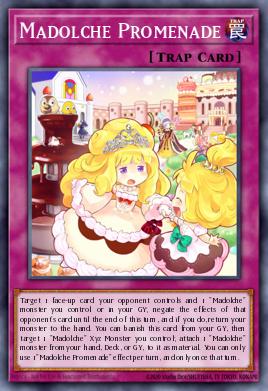 Madolche Promenade
TRAP
罠
[Trap Card]
Target 1 face-up card your opponent controls and 1 "Madolche"
monster you control or in your GY; negate the effects of that
opponent's card until the end of this turn, and if you do, return your
monster to the hand. You can banish this card from your GY, then
target 1 "Madolche" Xyz Monster you control; attach 1 "Madolche"
monster from your hand, Deck, or GY, to it as material. You can only
use 1 "Madolche Promenade" effect per turn, and only once that turn.